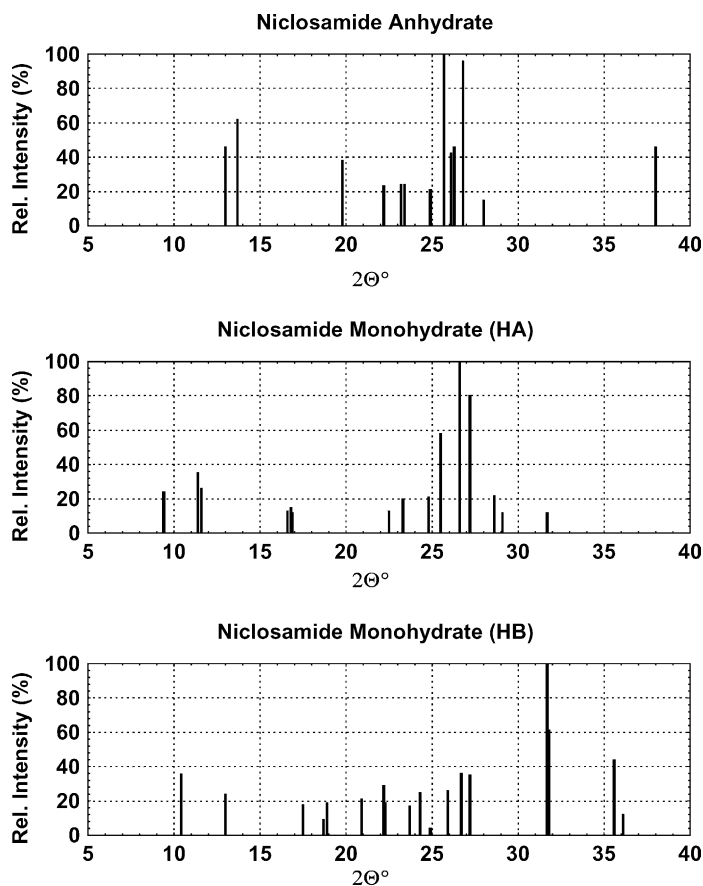 Niclosamide Anhydrate
Rel. Intensity (%)
100
80
60
40
20
0
5 10 15 20 25 30 35 40
2Θ°
Niclosamide Monohydrate (HA)
Rel. Intensity (%)
100
80
60
40
20
0
5 10 15 20 25 30 35 40
2Θ°
Niclosamide Monohydrate (HB)
Rel. Intensity (%)
100
80
60
40
20
0
5 10 15 20 25 30 35 40
2Θ°